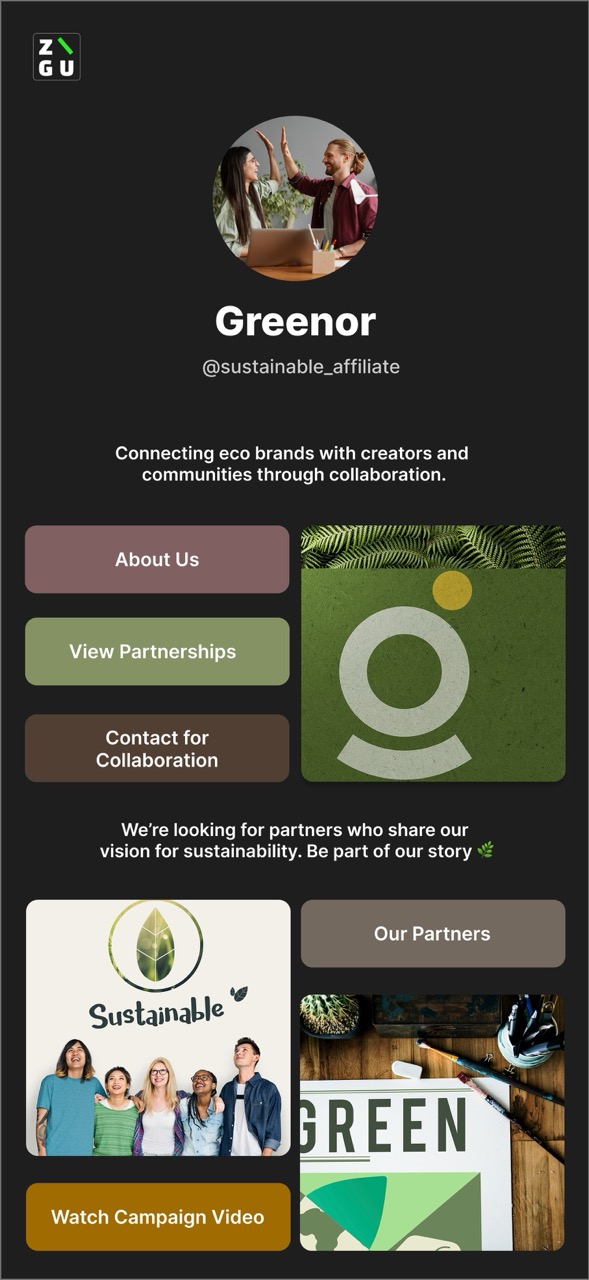 Z \
G U
Greenor
@sustainable_affiliate
Connecting eco brands with creators and
communities through collaboration.
About Us
View Partnerships
Contact for
Collaboration
g
We’re looking for partners who share our
vision for sustainability. Be part of our story 🌿
Sustainable
Our Partners
GREEN
Watch Campaign Video